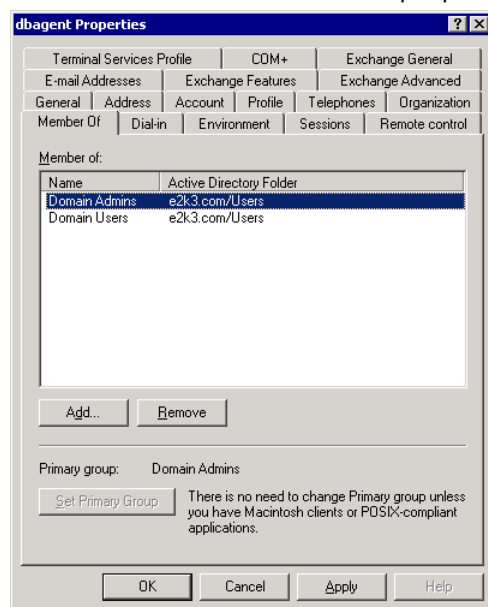 dbagent Properties
Terminal Services Profile COM+ Exchange General
E-mail Addresses Exchange Features Exchange Advanced
General Address Account Profile Telephones Organization
Member Of Dial-in Environment Sessions Remote control
Member of:
Name Active Directory Folder
Domain Admins e2k3.com/Users
Domain Users e2k3.com/Users
Add... Remove
Primary group: Domain Admins
Set Primary Group
There is no need to change Primary group unless
you have Macintosh clients or POSIX-compliant
applications.
OK Cancel Apply Help